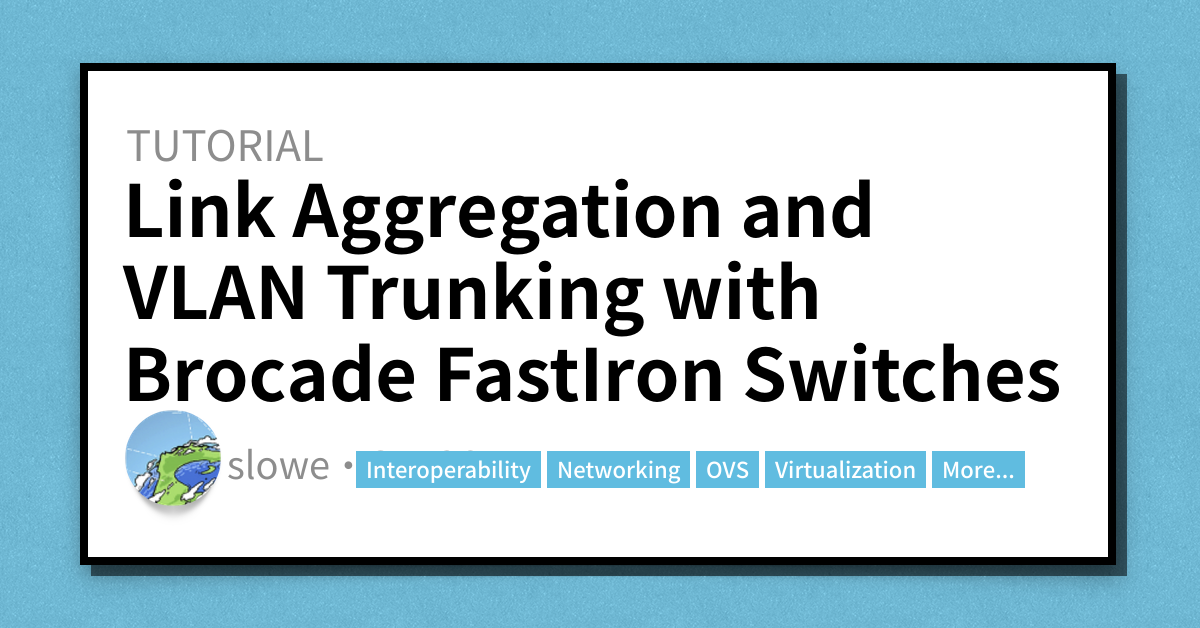 TUTORIAL
Link Aggregation and
VLAN Trunking with
Brocade FastIron Switches
slowe • Interoperability Networking OVS Virtualization More...